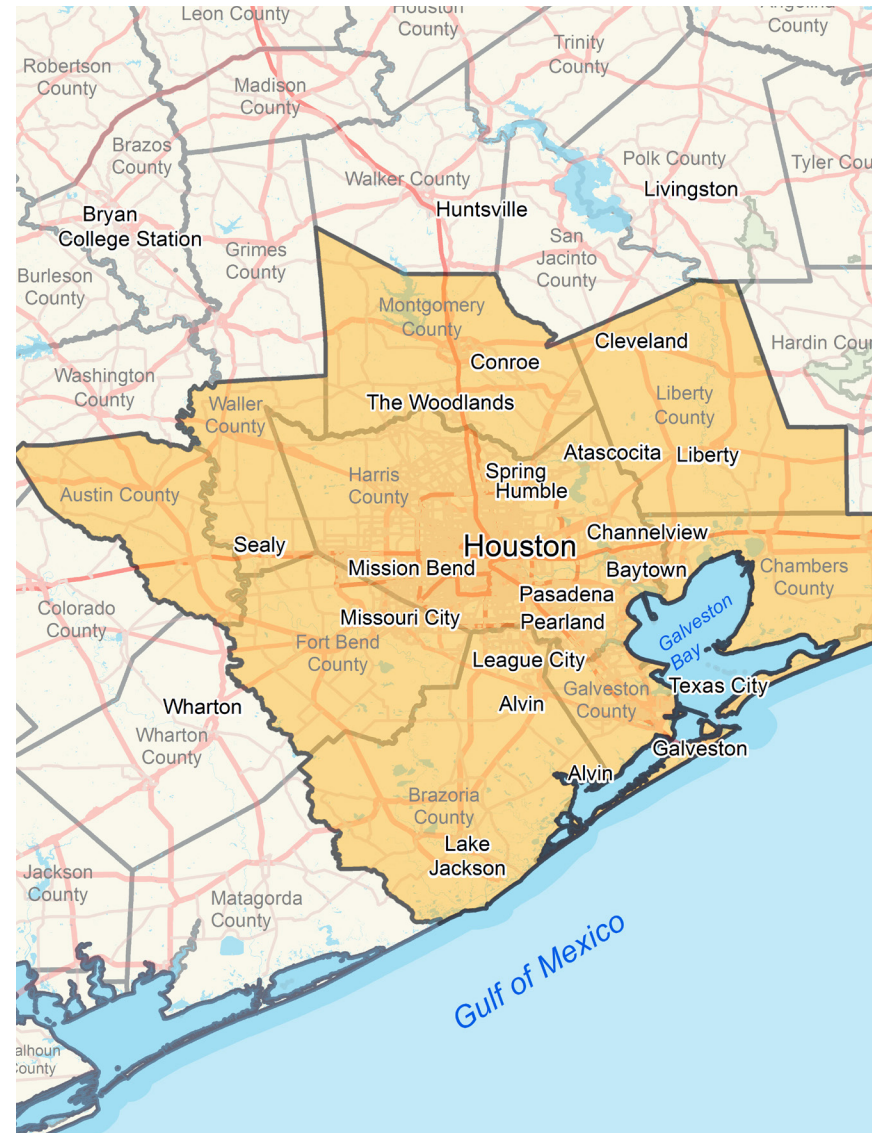 Leon County
Houston
County
Angelina
County
Trinity
County
Robertson
County
Madison
County
Brazos
County
Polk County
Tyler Cou
Walker County
Livingston
Huntsville
Bryan
College Station
Grimes
County
San
Jacinto
County
Burleson
County
Montgomery
County
Cleveland
Hardin Coun
Conroe
Washington
County
Liberty
County
Waller
County
The Woodlands
Atascocita
Liberty
Spring
Humble
Harris
County
Austin County
Channelview
Sealy
Houston
Mission Bend
Baytown
Chambers
County
Pasadena
Colorado
County
Missouri City
Pearland
Galveston
Bay
Fort Bend
County
League City
Texas City
Galveston
County
Wharton
Alvin
Wharton
County
Galveston
Alvin
Brazoria
County
Lake
Jackson
Jackson
County
Matagorda
County
Gulf of Mexico
alhoun
County